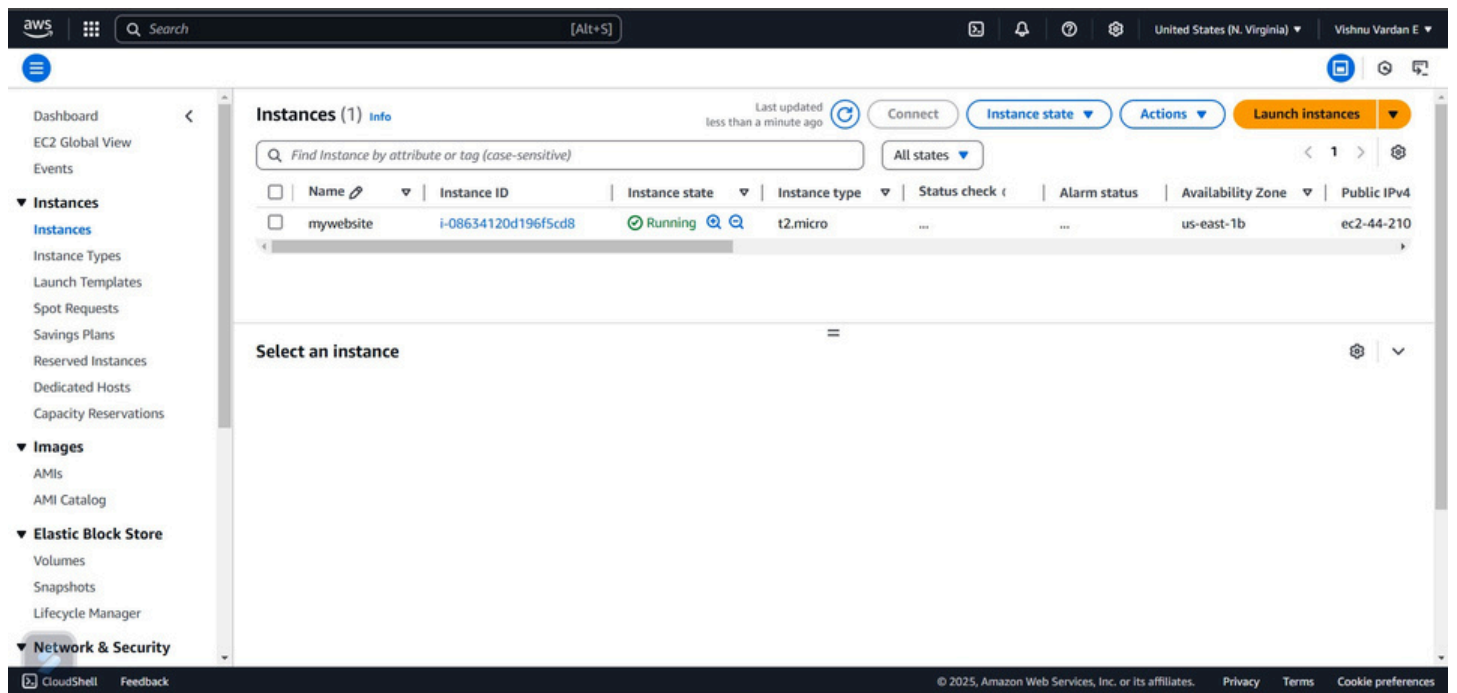 aws Search [Alt+S] United States (N. Virginia) Vishnu Vardan E
Dashboard
EC2 Global View
Events
Instances
Instances
Instance Types
Launch Templates
Spot Requests
Savings Plans
Reserved Instances
Dedicated Hosts
Capacity Reservations
Images
AMIs
AMI Catalog
Elastic Block Store
Volumes
Snapshots
Lifecycle Manager
Network & Security
Instances (1) Info
Last updated
less than a minute ago
Connect Instance state Actions Launch instances
Find Instance by attribute or tag (case-sensitive) All states 1
Name Instance ID Instance state Instance type Status check Alarm status Availability Zone Public IPv4
mywebsite i-08634120d196f5cd8 Running t2.micro ... ... us-east-1b ec2-44-210
Select an instance
CloudShell Feedback © 2025, Amazon Web Services, Inc. or its affiliates. Privacy Terms Cookie preferences